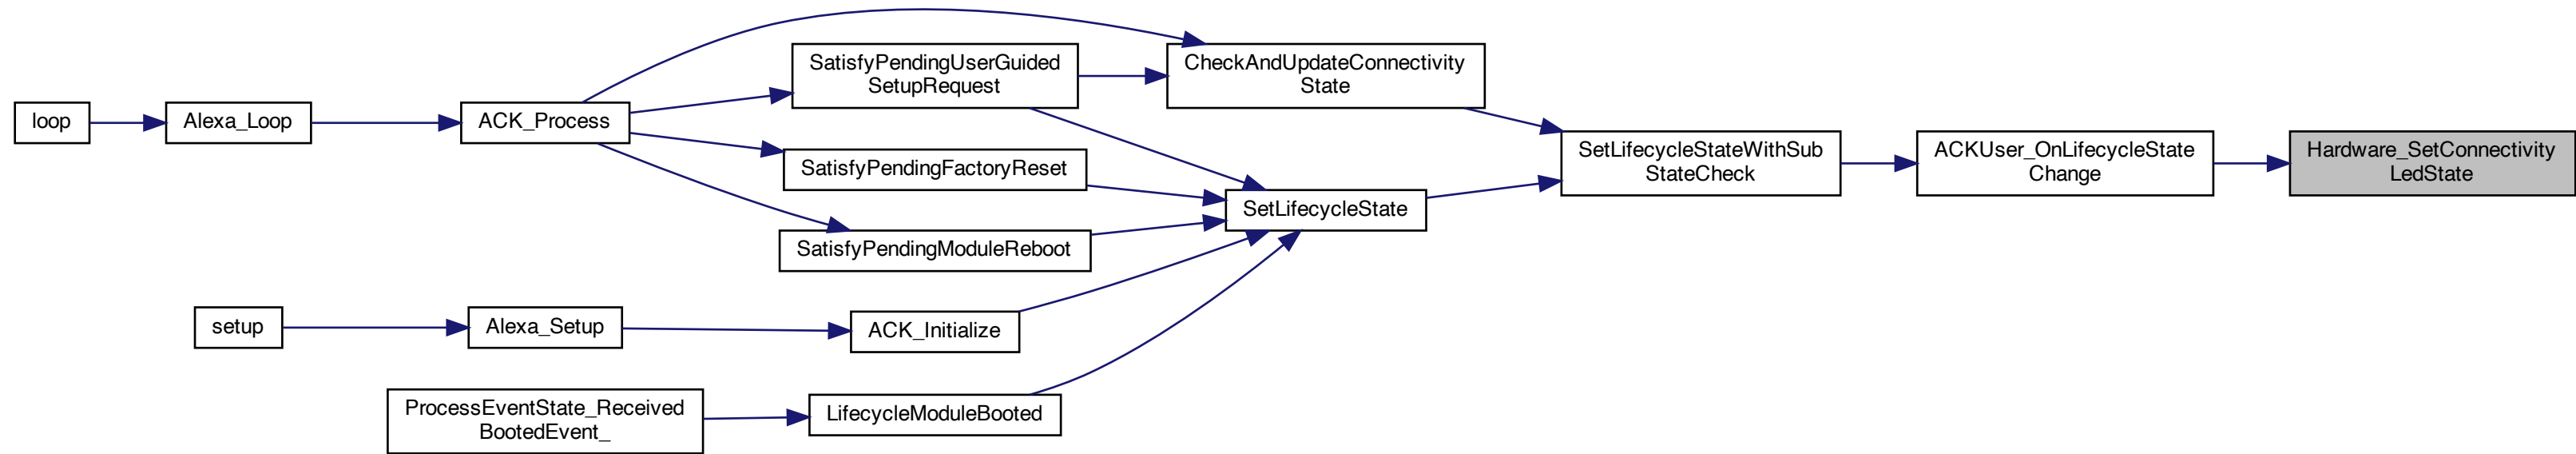 loop
Alexa_Loop
ACK_Process
SatisfyPendingUserGuided
SetupRequest
CheckAndUpdateConnectivity
State
SatisfyPendingFactoryReset
SatisfyPendingModuleReboot
SetLifecycleState
SetLifecycleStateWithSub
StateCheck
ACKUser_OnLifecycleState
Change
Hardware_SetConnectivity
LedState
setup
Alexa_Setup
ACK_Initialize
ProcessEventState_Received
BootedEvent_
LifecycleModuleBooted